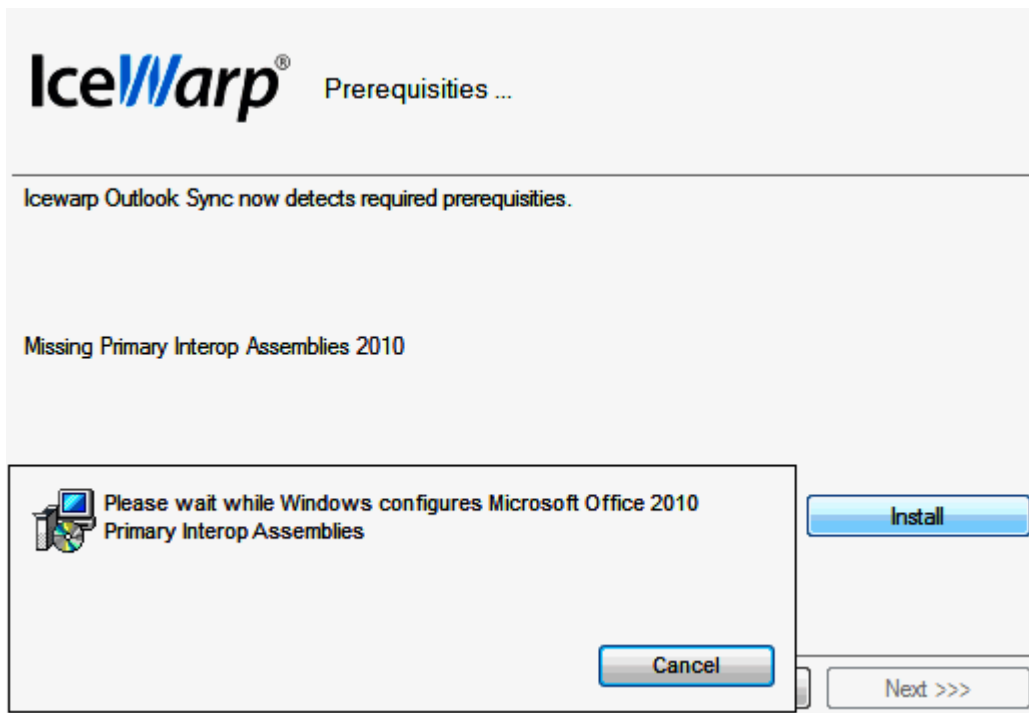 IceWarp® Prerequisities ...
Icewarp Outlook Sync now detects required prerequisities.
Missing Primary Interop Assemblies 2010
Please wait while Windows configures Microsoft Office 2010
Primary Interop Assemblies
Install
Cancel
Next >>>